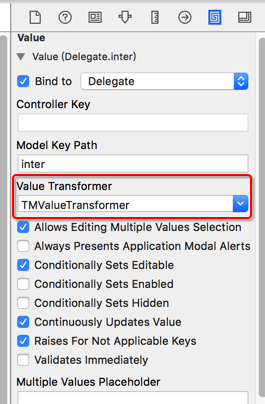 Value
Value (Delegate.inter)
Bind to Delegate
Controller Key
Model Key Path
inter
Value Transformer
TMValueTransformer
Allows Editing Multiple Values Selection
Always Presents Application Modal Alerts
Conditionally Sets Editable
Conditionally Sets Enabled
Conditionally Sets Hidden
Continuously Updates Value
Raises For Not Applicable Keys
Validates Immediately
Multiple Values Placeholder